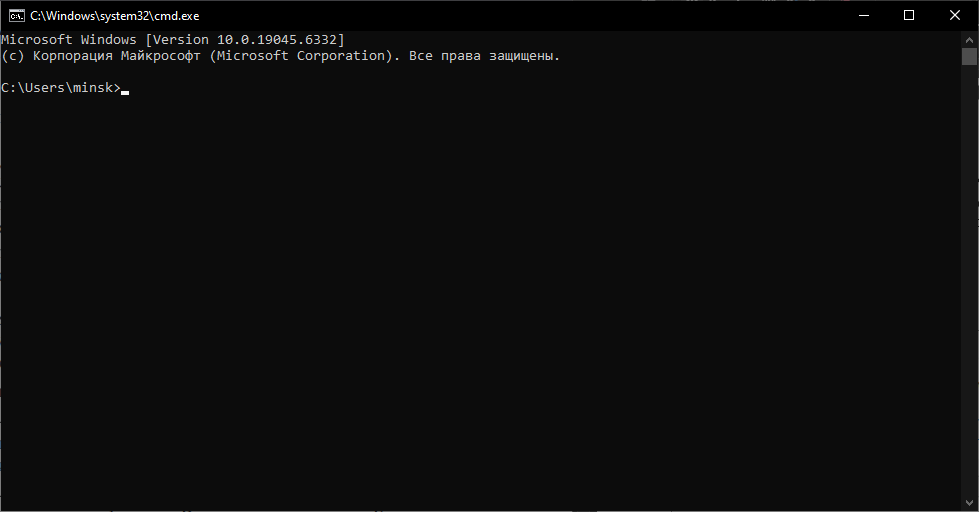 C:\Windows\system32\cmd.exe
Microsoft Windows [Version 10.0.19045.6332]
(c) Корпорация Майкрософт (Microsoft Corporation). Все права защищены.
C:\Users\minsk>